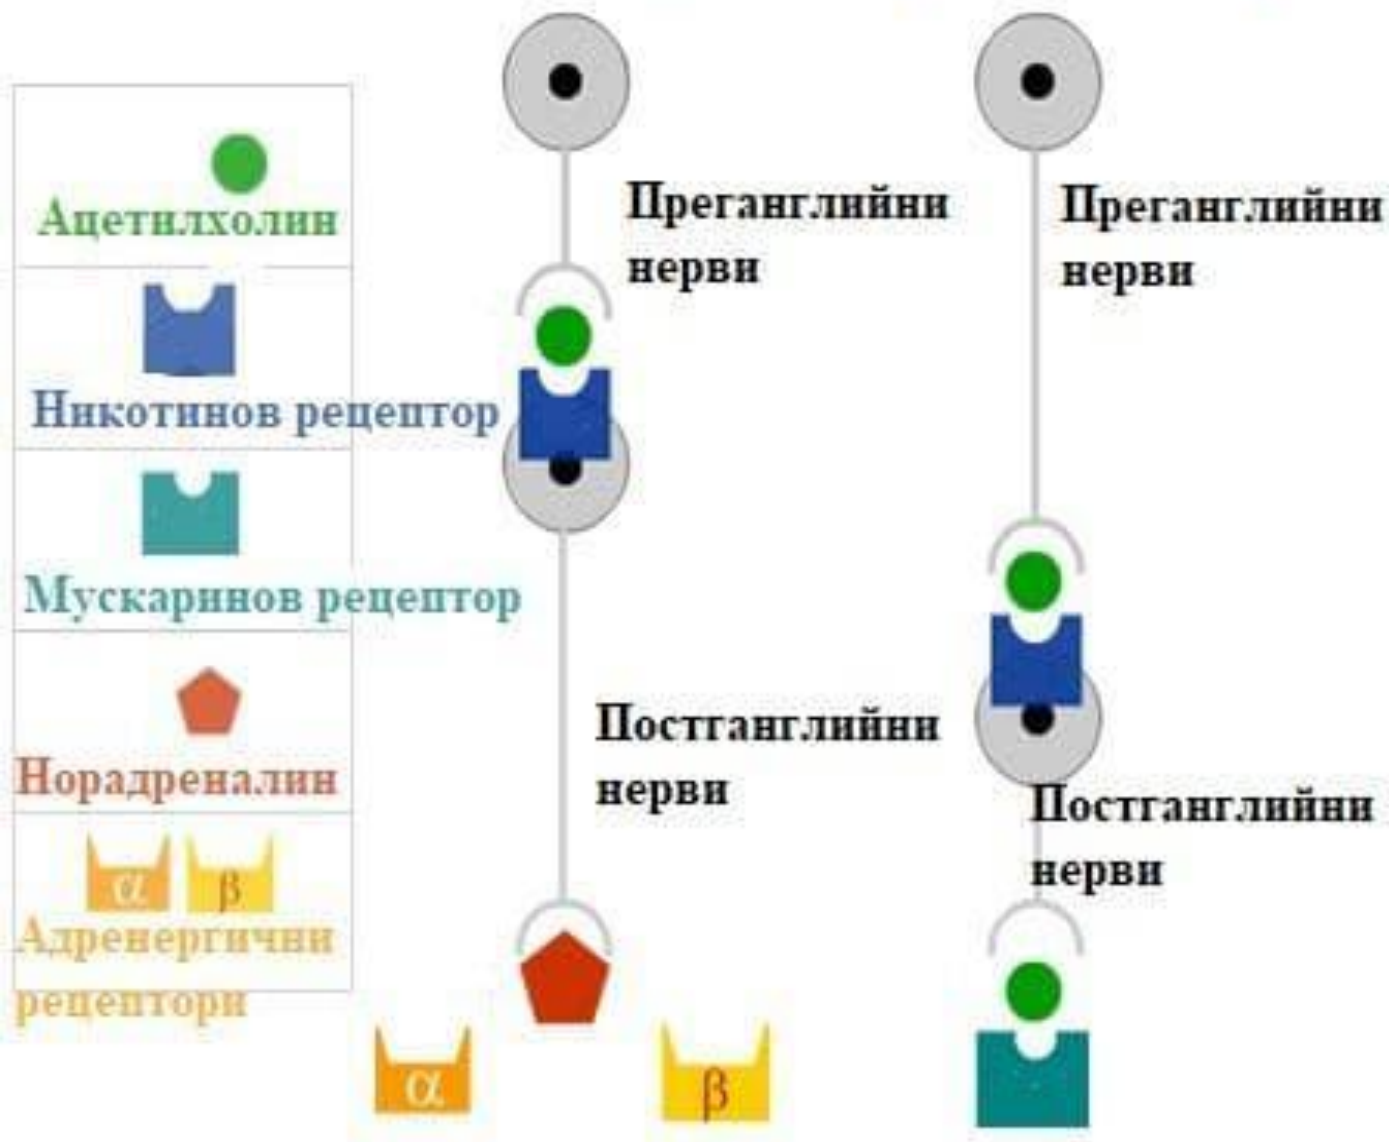 Ацетилхолин
Никотинов рецептор
Мускаринов рецептор
Норадреналин
α β
Адренергични
рецептори
Преганглийни
нерви
Постганглийни
нерви
α β
Преганглийни
нерви
Постганглийни
нерви